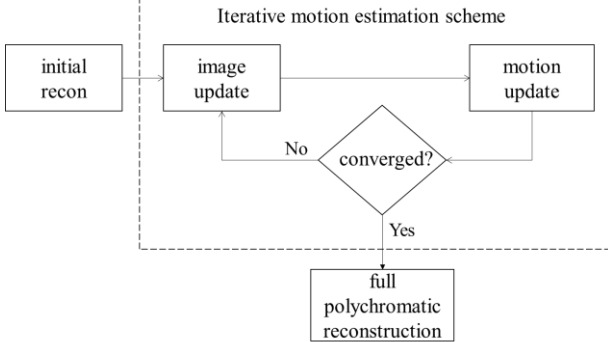 Iterative motion estimation scheme
initial
recon
image
update
motion
update
converged?
No
Yes
full
polychromatic
reconstruction